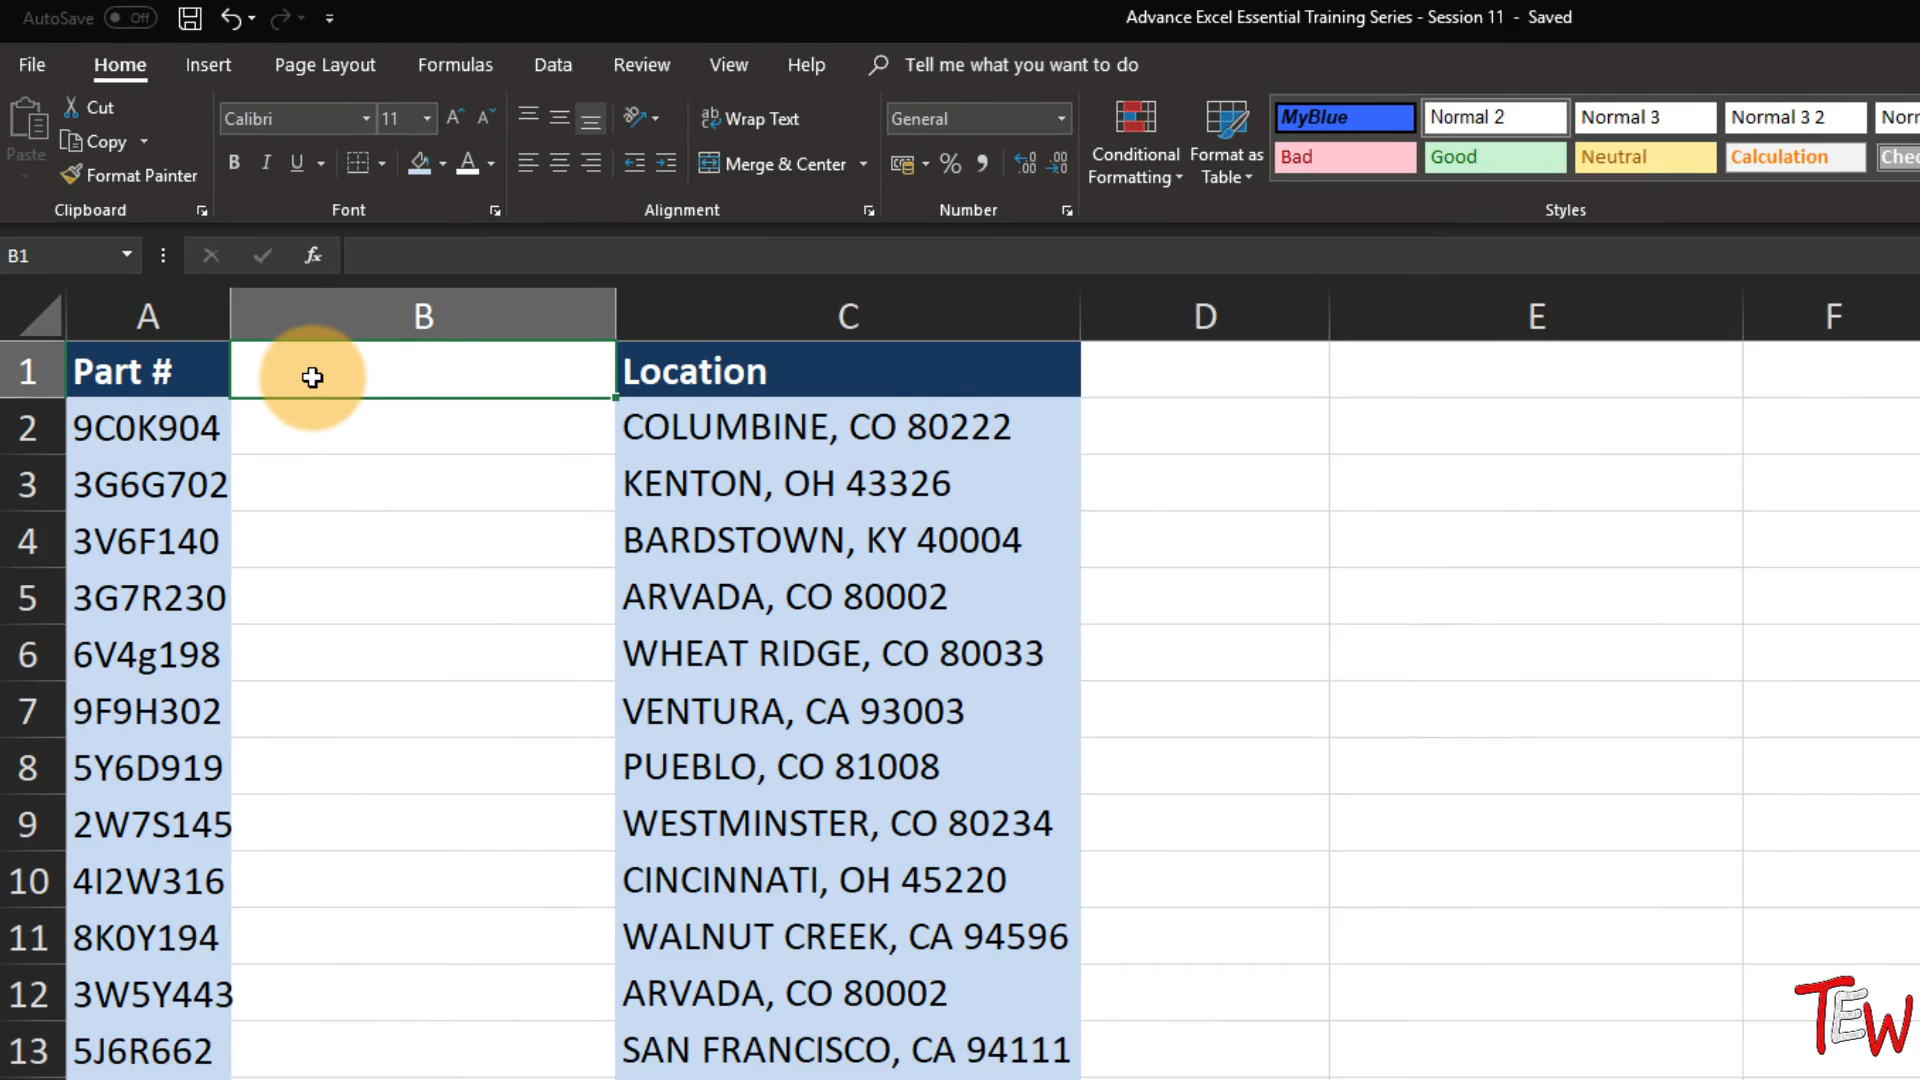 AutoSave Off Advance Excel Essential Training Series - Session 11 - Saved
File Home Insert Page Layout Formulas Data Review View Help Tell me what you want to do
Paste
Cut
Copy
Format Painter
Clipboard
Calibri 11
B I U
Font
Wrap Text
Merge & Center
Alignment
General
%
Number
Conditional Formatting
Format as Table
MyBlue Normal 2 Normal 3 Normal 3 2
Bad Good Neutral Calculation
Styles
B1 fx
A B C D E F
1 Part # Location
2 9C0K904 COLUMBINE, CO 80222
3 3G6G702 KENTON, OH 43326
4 3V6F140 BARDSTOWN, KY 40004
5 3G7R230 ARVADA, CO 80002
6 6V4g198 WHEAT RIDGE, CO 80033
7 9F9H302 VENTURA, CA 93003
8 5Y6D919 PUEBLO, CO 81008
9 2W7S145 WESTMINSTER, CO 80234
10 4I2W316 CINCINNATI, OH 45220
11 8K0Y194 WALNUT CREEK, CA 94596
12 3W5Y443 ARVADA, CO 80002
13 5J6R662 SAN FRANCISCO, CA 94111
TEW